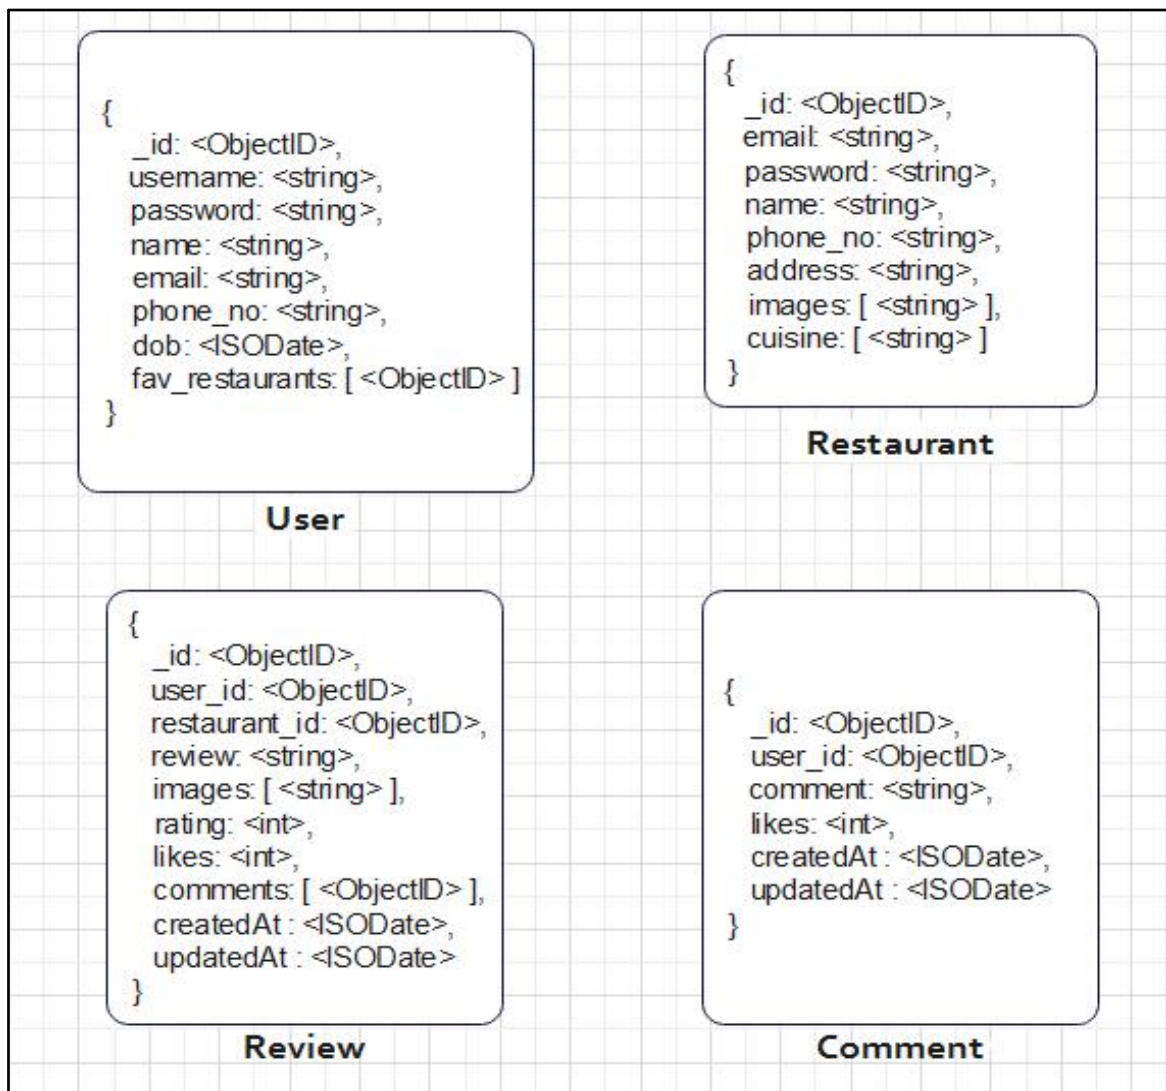 {
_id: <ObjectID>,
username: <string>,
password: <string>,
name: <string>,
email: <string>,
phone_no: <string>,
dob: <ISODate>,
fav_restaurants: [ <ObjectID> ]
}
User
{
_id: <ObjectID>,
email: <string>,
password: <string>,
name: <string>,
phone_no: <string>,
address: <string>,
images: [ <string> ],
cuisine: [ <string> ]
}
Restaurant
{
_id: <ObjectID>,
user_id: <ObjectID>,
restaurant_id: <ObjectID>,
review: <string>,
images: [ <string> ],
rating: <int>,
likes: <int>,
comments: [ <ObjectID> ],
createdAt : <ISODate>,
updatedAt : <ISODate>
}
Review
{
_id: <ObjectID>,
user_id: <ObjectID>,
comment: <string>,
likes: <int>,
createdAt : <ISODate>,
updatedAt : <ISODate>
}
Comment